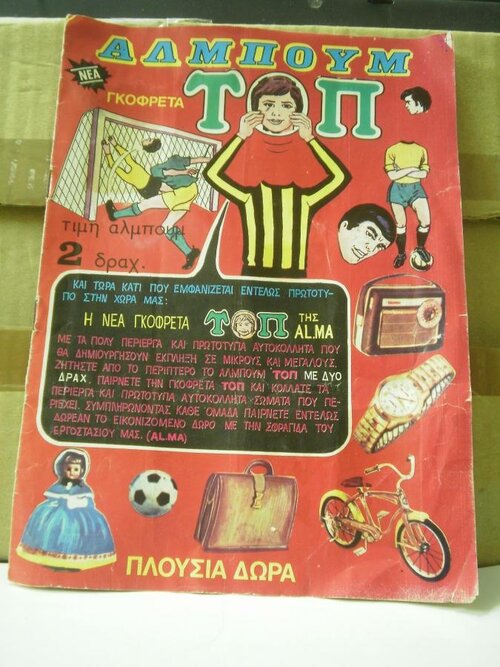 ΑΛΜΠΟΥΜ
ΝΕΑ
ΓΚΟΦΡΕΤΑ
ΤΟΠ
τιμη αλμπουμ
2 δραχ.
ΚΑΙ ΤΩΡΑ ΚΑΤΙ ΠΟΥ ΕΜΦΑΝΙΖΕΤΑΙ ΕΝΤΕΛΩΣ ΠΡΩΤΟΤΥ-
ΠΟ ΣΤΗΝ ΧΩΡΑ ΜΑΣ:
Η ΝΕΑ ΓΚΟΦΡΕΤΑ ΤΟΠ ΤΗΣ AL.MA
ΜΕ ΤΑ ΠΟΛΥ ΠΕΡΙΕΡΓΑ ΚΑΙ ΠΡΩΤΟΤΥΠΑ ΑΥΤΟΚΟΛΛΗΤΑ ΠΟΥ
ΘΑ ΔΗΜΙΟΥΡΓΗΣΟΥΝ ΕΚΠΛΗΞΗ ΣΕ ΜΙΚΡΟΥΣ ΚΑΙ ΜΕΓΑΛΟΥΣ.
ΖΗΤΗΣΤΕ ΑΠΟ ΤΟ ΠΕΡΙΠΤΕΡΟ ΤΟ ΑΛΜΠΟΥΜ ΤΟΠ ΜΕ ΔΥΟ
ΔΡΑΧ. ΠΑΙΡΝΕΤΕ ΤΗΝ ΓΚΟΦΡΕΤΑ ΤΟΠ ΚΑΙ ΚΟΛΛΑΤΕ ΤΑ
ΠΕΡΙΕΡΓΑ ΚΑΙ ΠΡΩΤΟΤΥΠΑ ΑΥΤΟΚΟΛΛΗΤΑ ΣΩΜΑΤΑ ΠΟΥ ΠΕ-
ΡΙΕΧΕΙ. ΣΥΜΠΛΗΡΩΝΟΝΤΑΣ ΚΑΘΕ ΟΜΑΔΑ ΠΑΙΡΝΕΤΕ ΕΝΤΕΛΩΣ
ΔΩΡΕΑΝ ΤΟ ΕΙΚΟΝΙΖΟΜΕΝΟ ΔΩΡΟ ΜΕ ΤΗΝ ΣΦΡΑΓΙΔΑ ΤΟΥ
ΕΡΓΟΣΤΑΣΙΟΥ ΜΑΣ. (AL.MA)
ΠΛΟΥΣΙΑ ΔΩΡΑ